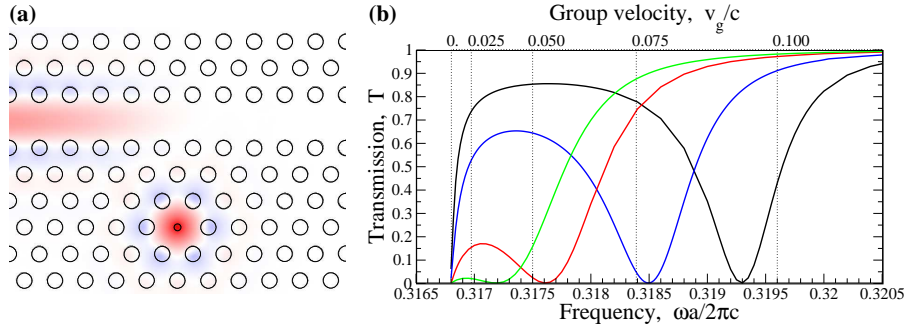 (a)
(b)
Group velocity, v_g/c
0. 0.025 0.050 0.075 0.100
Transmission, T
1
0.9
0.8
0.7
0.6
0.5
0.4
0.3
0.2
0.1
0
0.3165 0.317 0.3175 0.318 0.3185 0.319 0.3195 0.32 0.3205
Frequency, ωa/2πc